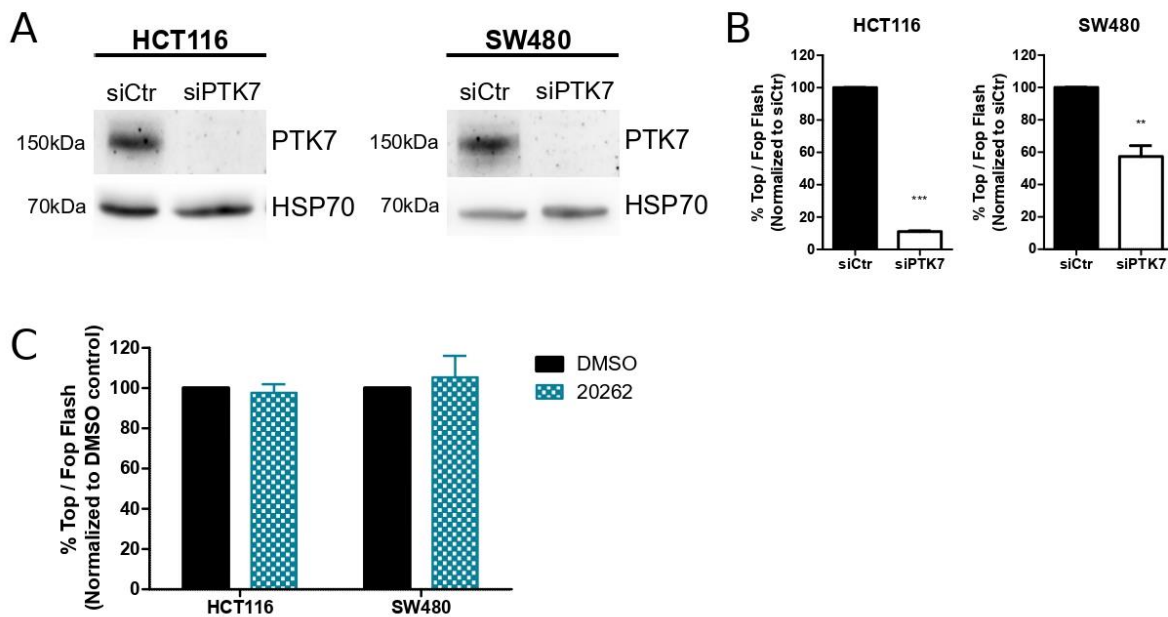 A
HCT116
siCtr siPTK7
150kDa PTK7
70kDa HSP70
SW480
siCtr siPTK7
150kDa PTK7
70kDa HSP70
B
HCT116
% Top / Fop Flash
(Normalized to siCtr)
120
100
80
60
40
20
0
***
siCtr siPTK7
SW480
% Top / Fop Flash
(Normalized to siCtr)
120
100
80
60
40
20
0
**
siCtr siPTK7
C
% Top / Fop Flash
(Normalized to DMSO control)
120
100
80
60
40
20
0
HCT116 SW480
DMSO
20262